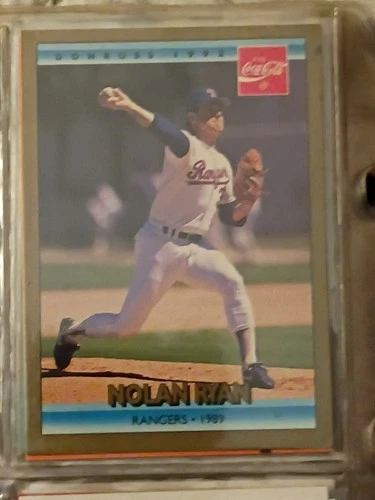 DONRUSS 1992
Coca-Cola
Rangers
NOLAN RYAN
RANGERS • 1989